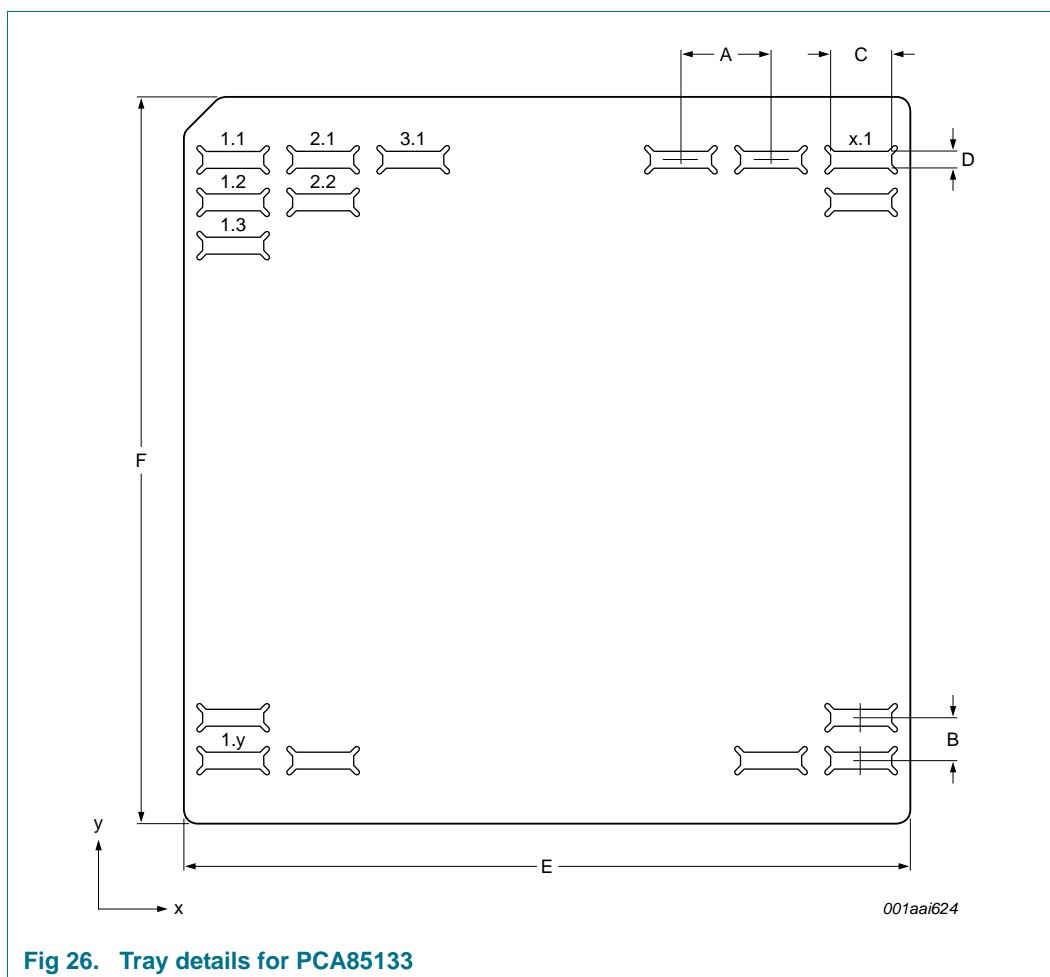 A
C
1.1
2.1
3.1
x.1
D
1.2
2.2
1.3
F
1.y
B
y
E
x
001aai624
Fig 26. Tray details for PCA85133